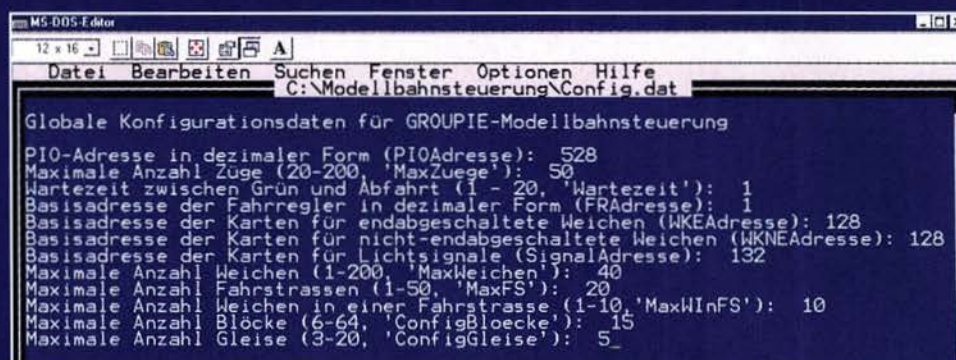 MS-DOS-Editor
12 x 16
A
Datei Bearbeiten Suchen Fenster Optionen Hilfe
C:\Modellbahnsteuerung\Config.dat
Globale Konfigurationsdaten für GROUPIE-Modellbahnsteuerung
PIO-Adresse in dezimaler Form (PIOAdresse): 528
Maximale Anzahl Züge (20-200, 'MaxZuege'): 50
Wartezeit zwischen Grün und Abfahrt (1 - 20, 'Wartezeit'): 1
Basisadresse der Fahrregler in dezimaler Form (FRAdresse): 1
Basisadresse der Karten für endabgeschaltete Weichen (WKEAdresse): 128
Basisadresse der Karten für nicht-endabgeschaltete Weichen (WKNEAdresse): 128
Basisadresse der Karten für Lichtsignale (SignalAdresse): 132
Maximale Anzahl Weichen (1-200, 'MaxWeichen'): 40
Maximale Anzahl Fahrstrassen (1-50, 'MaxFS'): 20
Maximale Anzahl Weichen in einer Fahrstrasse (1-10,'MaxWInFS'): 10
Maximale Anzahl Blöcke (6-64, 'ConfigBloecke'): 15
Maximale Anzahl Gleise (3-20, 'ConfigGleise'): 5_